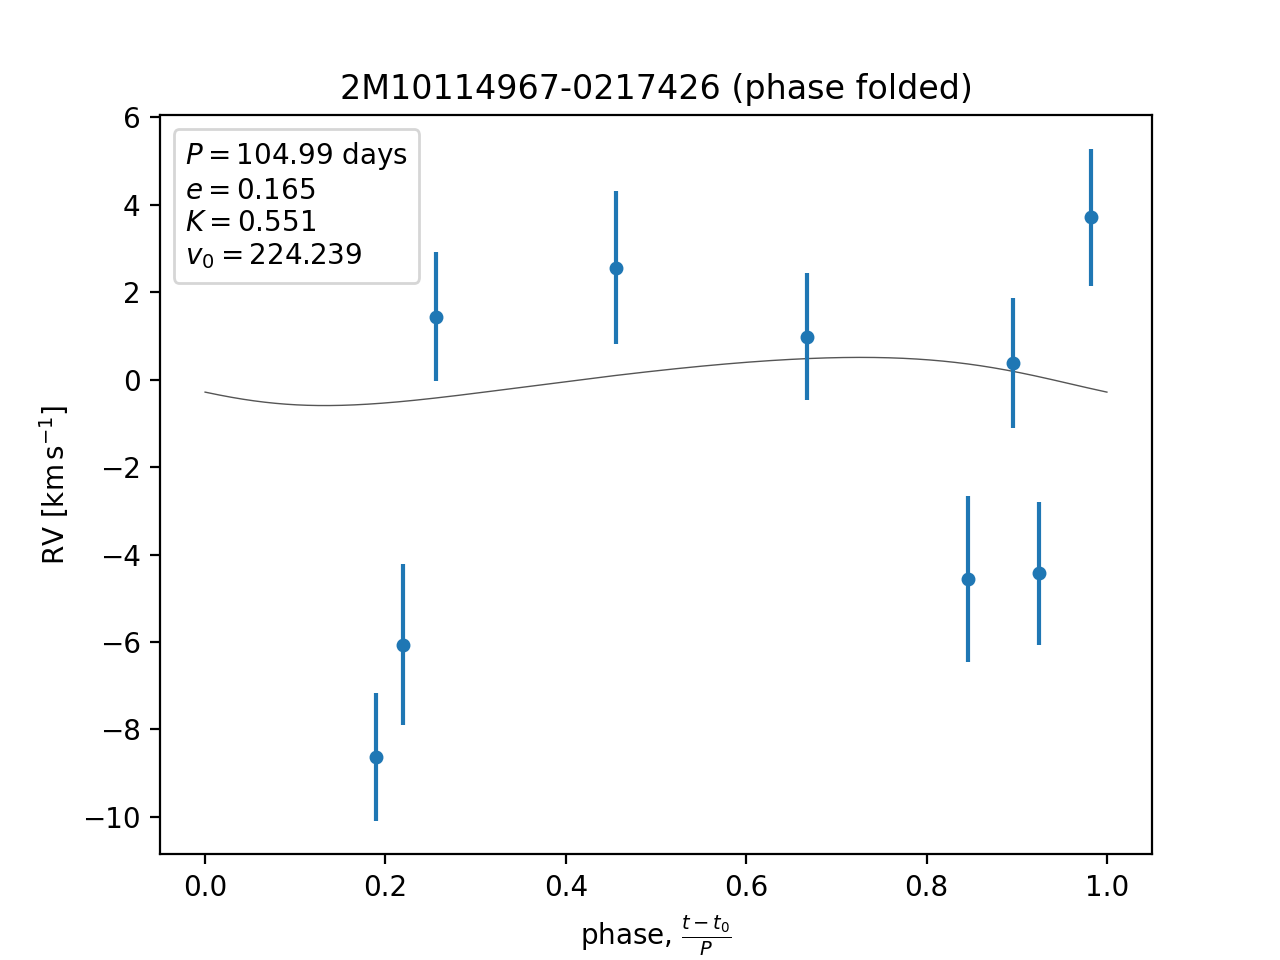 2M10114967-0217426 (phase folded)
P = 104.99 days
e = 0.165
K = 0.551
v₀ = 224.239
6
4
2
0
−2
−4
−6
−8
−10
RV [km s⁻¹]
0.0 0.2 0.4 0.6 0.8 1.0
phase, (t − t₀)/P